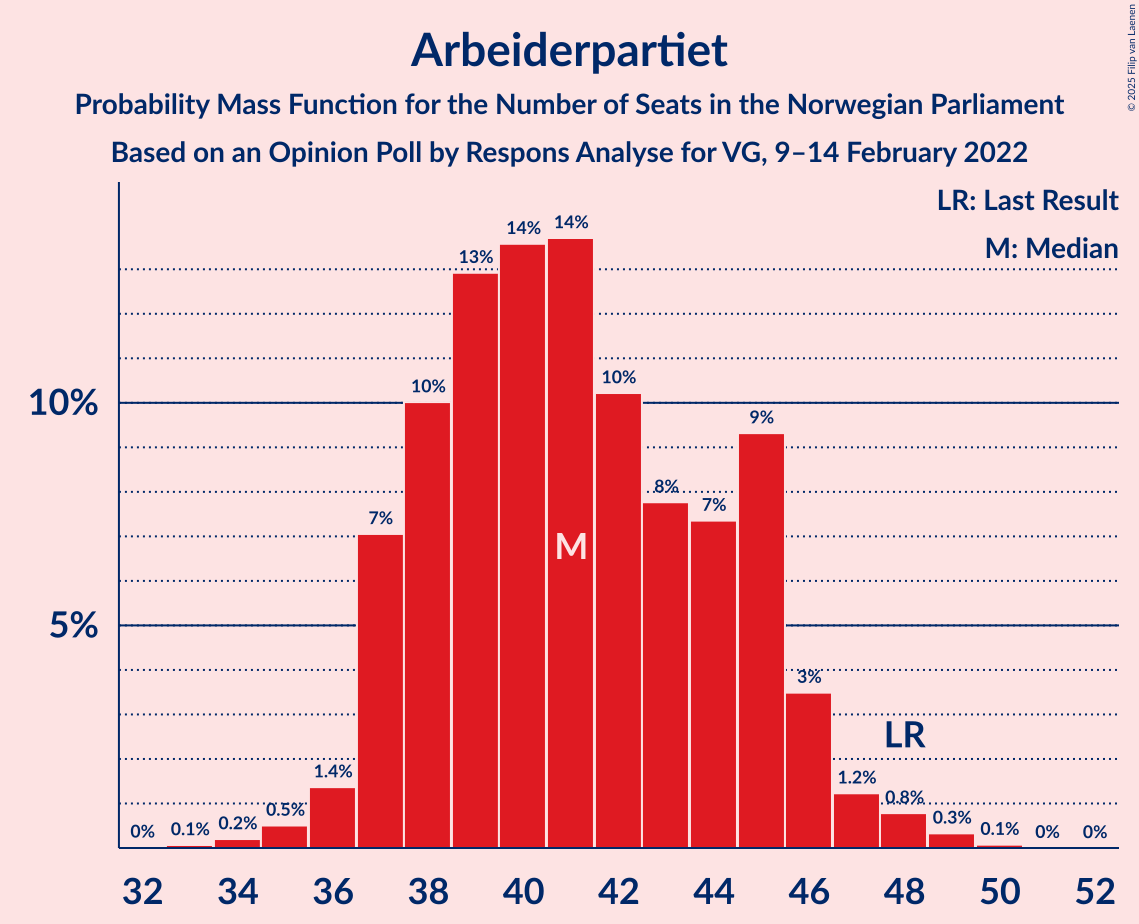 Arbeiderpartiet
Probability Mass Function for the Number of Seats in the Norwegian Parliament
Based on an Opinion Poll by Respons Analyse for VG, 9–14 February 2022
© 2025 Filip van Laenen
LR: Last Result
M: Median
10%
5%
0%
0.1%
0.2%
0.5%
1.4%
7%
10%
13%
14%
14%
10%
8%
7%
9%
3%
1.2%
0.8%
0.3%
0.1%
0%
0%
M
LR
32 34 36 38 40 42 44 46 48 50 52